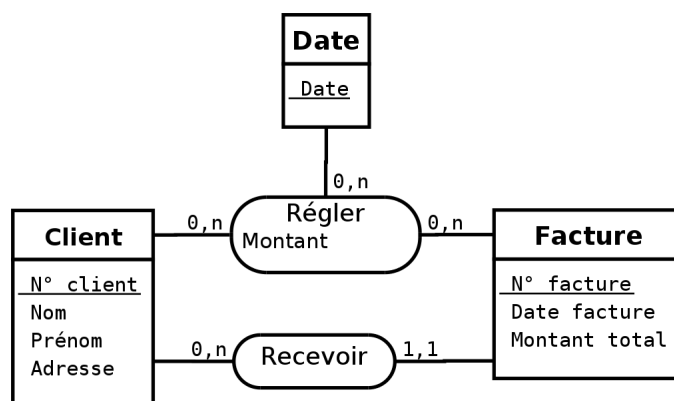 Date
Date
0,n
Régler
Montant
0,n
0,n
Client
N° client
Nom
Prénom
Adresse
Facture
N° facture
Date facture
Montant total
0,n
Recevoir
1,1